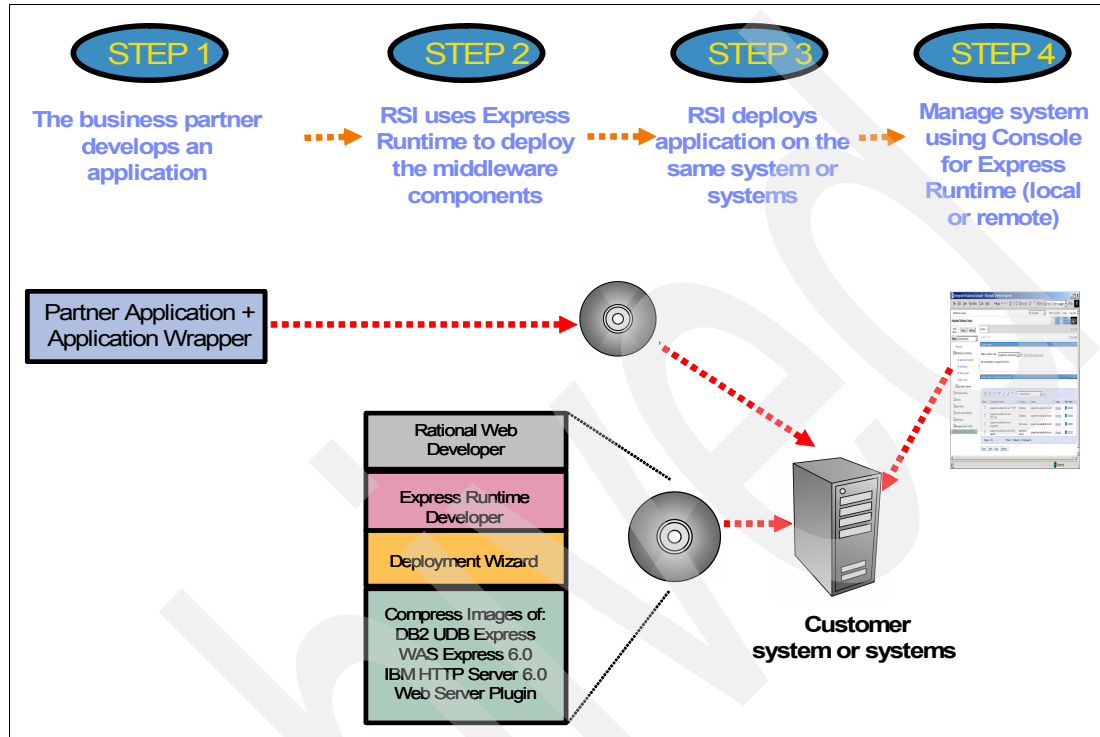 STEP 1
STEP 2
STEP 3
STEP 4
The business partner
develops an
application
RSI uses Express
Runtime to deploy
the middleware
components
RSI deploys
application on the
same system or
systems
Manage system
using Console
for Express
Runtime (local
or remote)
Partner Application +
Application Wrapper
Rational Web
Developer
Express Runtime
Developer
Deployment Wizard
Compress Images of:
DB2 UDB Express
WAS Express 6.0
IBM HTTP Server 6.0
Web Server Plugin
Customer
system or systems